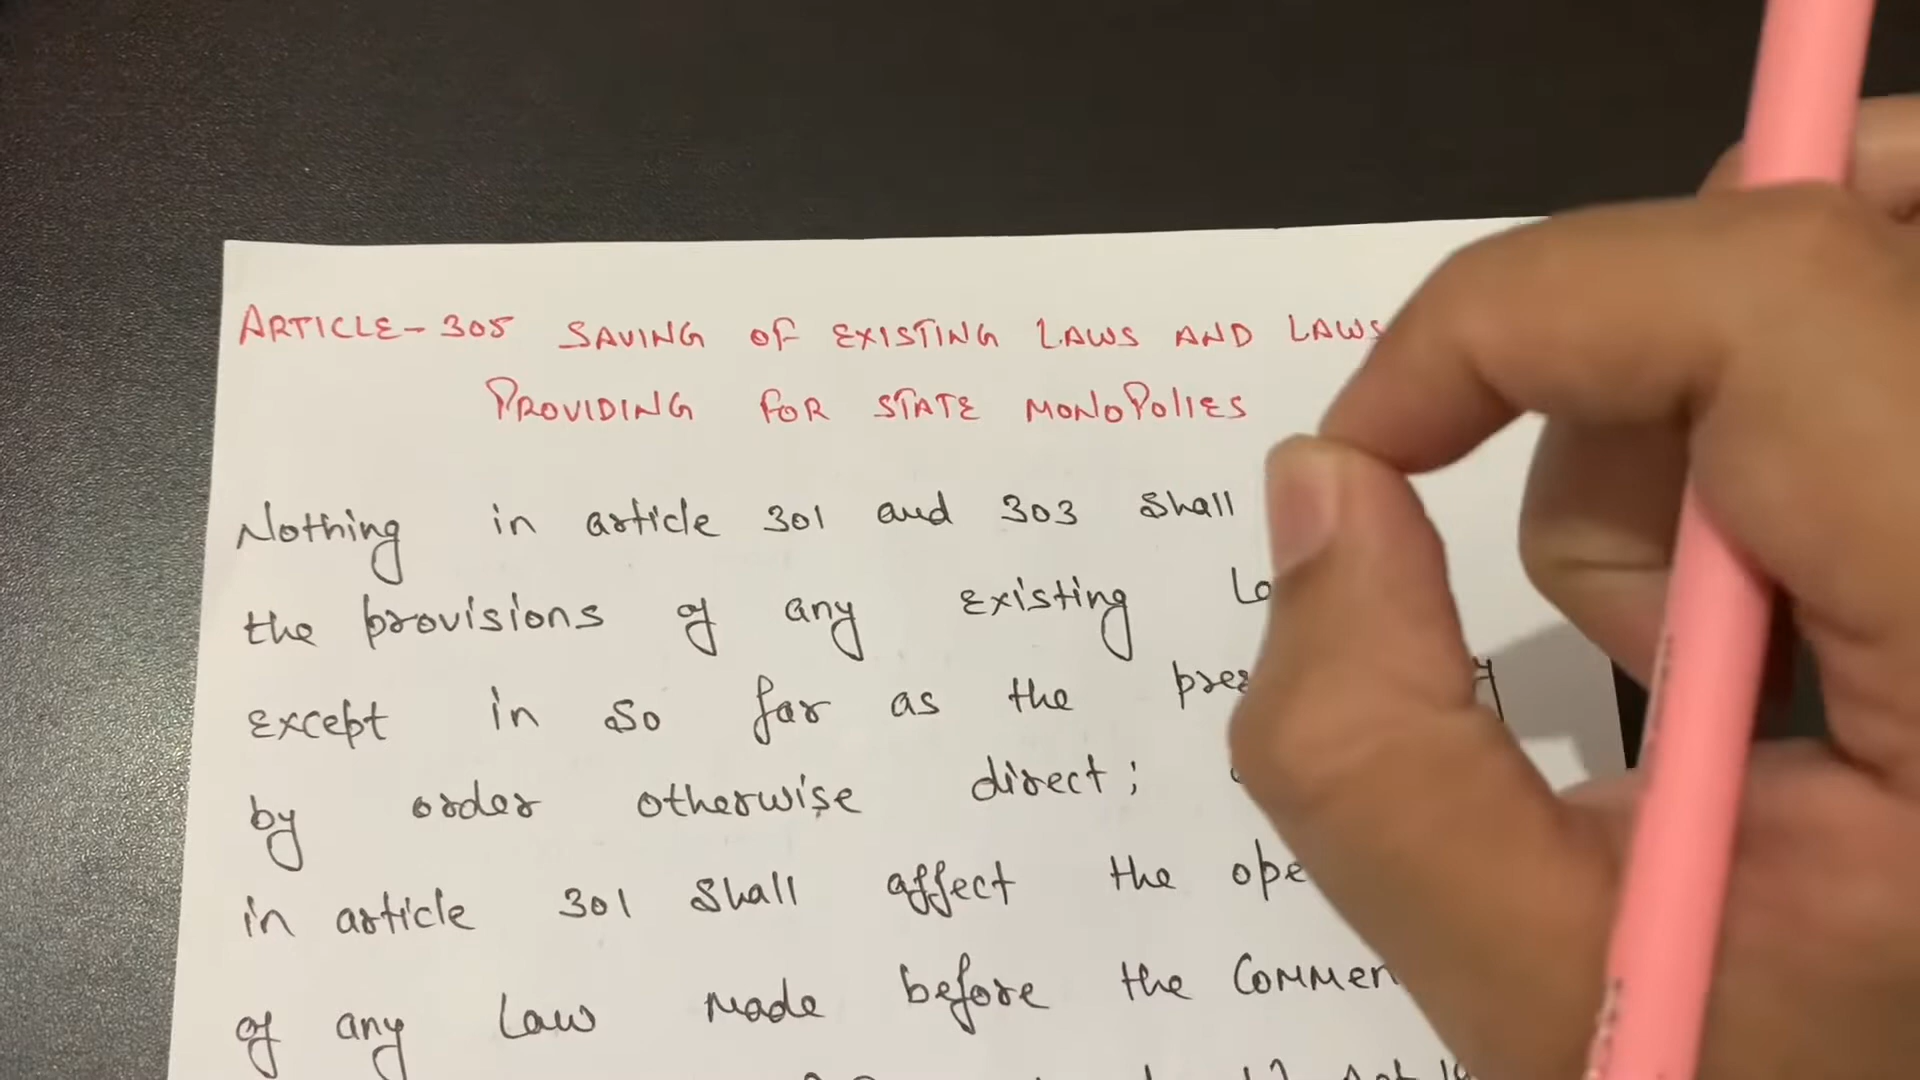 ARTICLE-305 SAVING OF EXISTING LAWS AND LAWS
PROVIDING FOR STATE MONOPOLIES
Nothing in article 301 and 303 shall
the provisions of any existing
except in so far as the
by order otherwise direct;
in article 301 shall affect the
of any law made before the